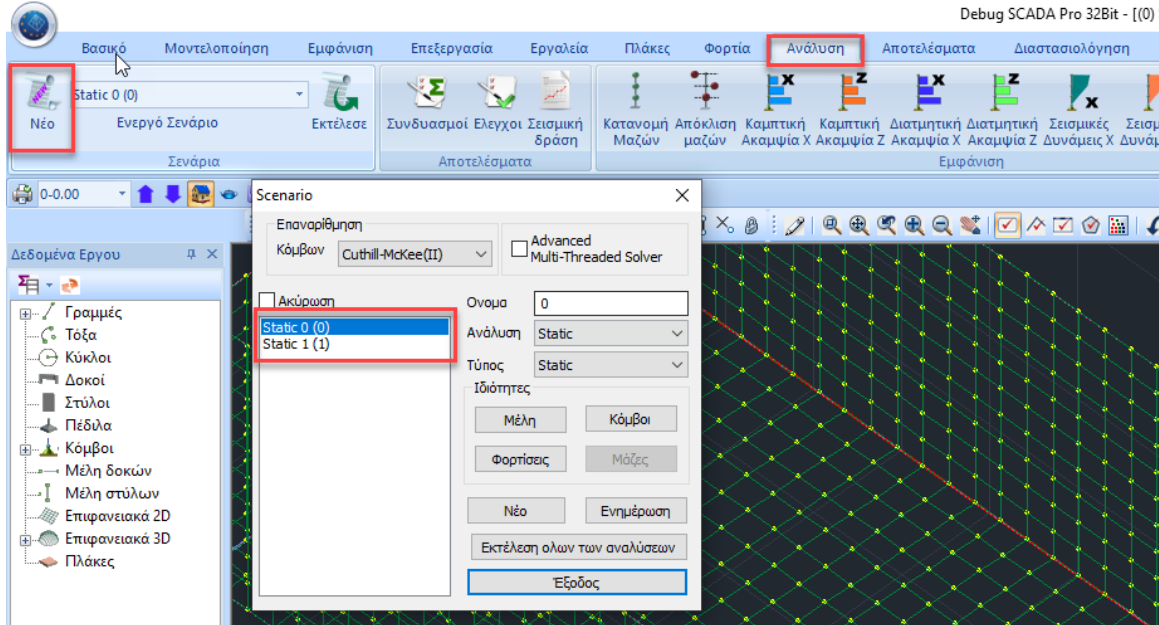 Debug SCADA Pro 32Bit - [(0)
Βασικό Μοντελοποίηση Εμφάνιση Επεξεργασία Εργαλεία Πλάκες Φορτία Ανάλυση Αποτελέσματα Διαστασιολόγηση
Static 0 (0)
Νέο Ενεργό Σενάριο Εκτέλεσε
Συνδυασμοί Ελεγχοι Σεισμική δράση
Κατανομή Μαζών Απόκλιση μαζών Καμπτική Ακαμψία X Καμπτική Ακαμψία Z Διατμητική Ακαμψία X Διατμητική Ακαμψία Z Σεισμικές Δυνάμεις X
Σενάρια Αποτελέσματα Εμφάνιση
0-0.00
Scenario
Επαναρίθμηση
Κόμβων Cuthill-McKee(II)
Advanced
Multi-Threaded Solver
Δεδομένα Εργου
Ακύρωση
Static 0 (0)
Static 1 (1)
Ονομα 0
Ανάλυση Static
Τύπος Static
Ιδιότητες
Μέλη Κόμβοι
Φορτίσεις Μάζες
Νέο Ενημέρωση
Εκτέλεση ολων των αναλύσεων
Έξοδος
Γραμμές
Τόξα
Κύκλοι
Δοκοί
Στύλοι
Πέδιλα
Κόμβοι
Μέλη δοκών
Μέλη στύλων
Επιφανειακά 2D
Επιφανειακά 3D
Πλάκες